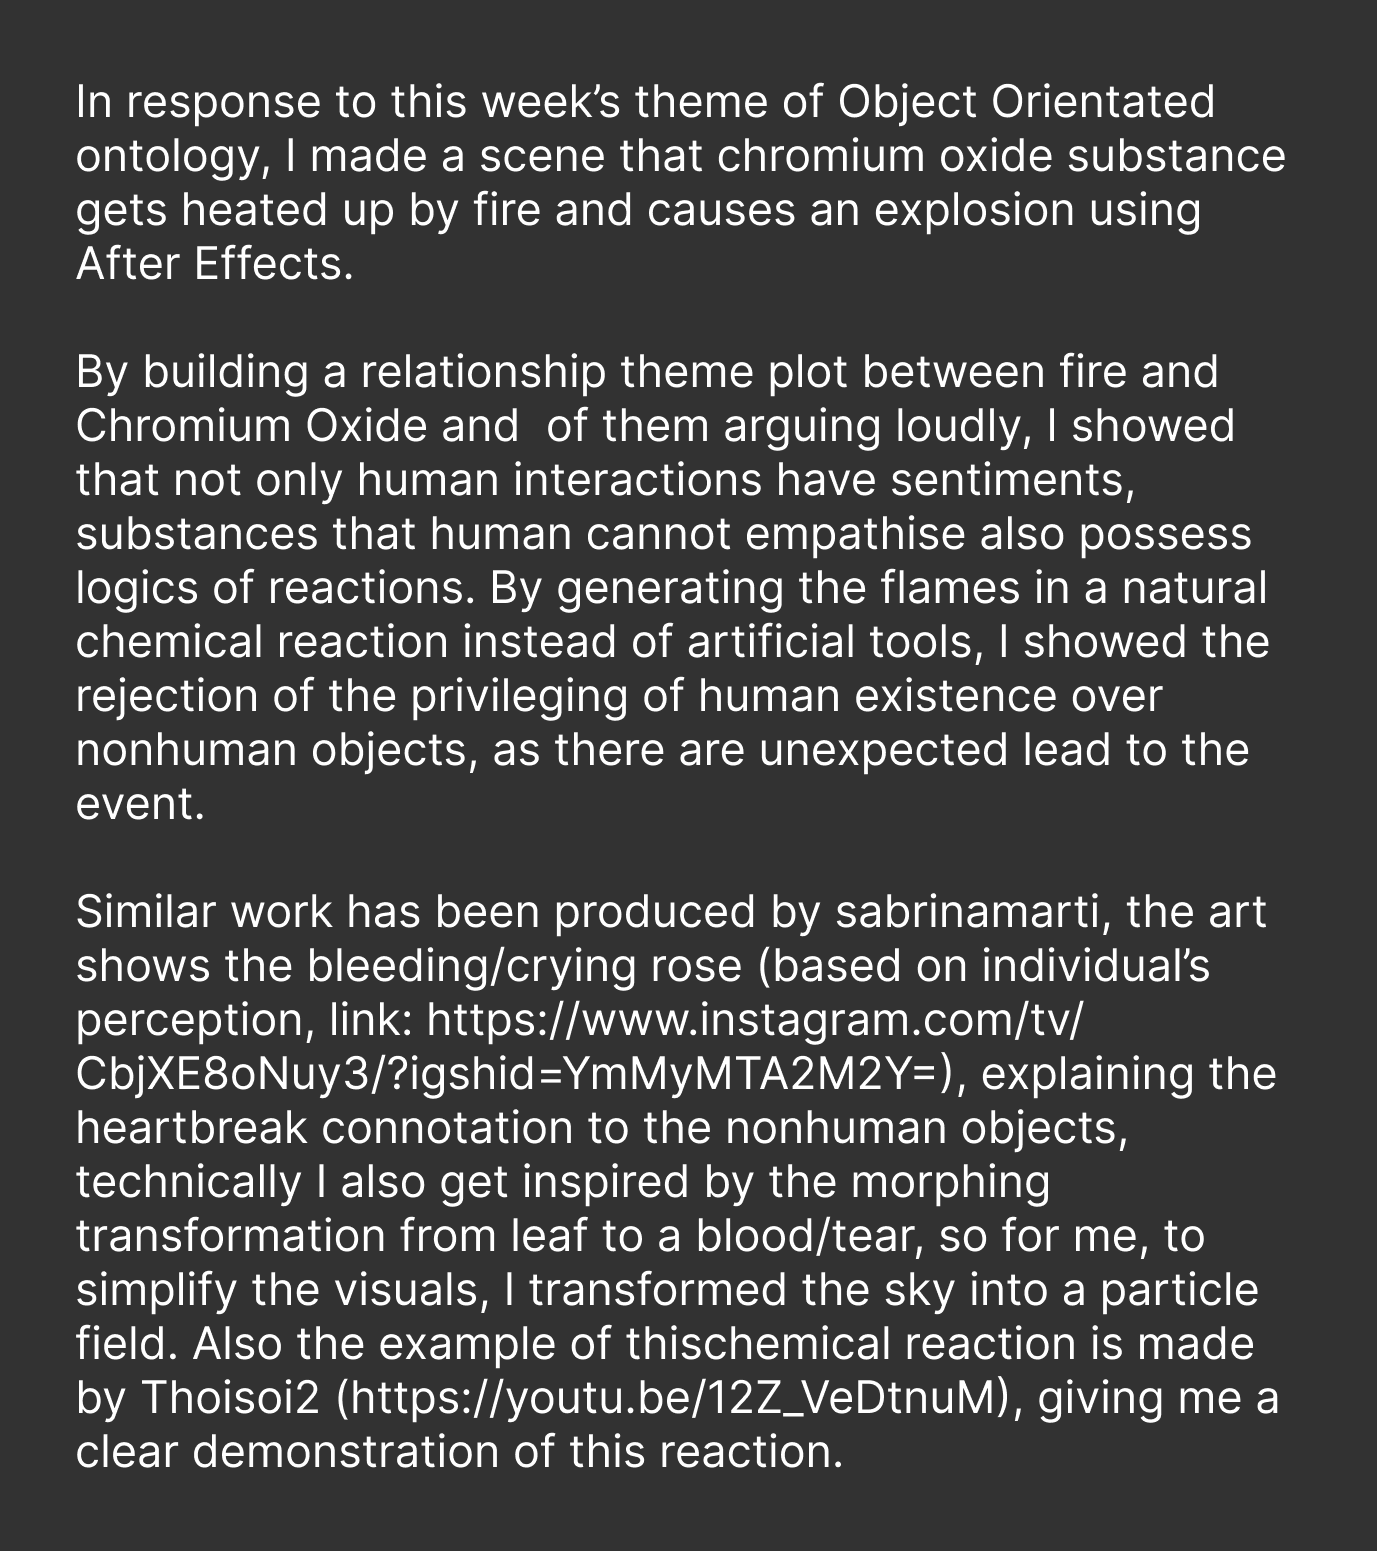 In response to this week’s theme of Object Orientated
ontology, I made a scene that chromium oxide substance
gets heated up by fire and causes an explosion using
After Effects.
By building a relationship theme plot between fire and
Chromium Oxide and  of them arguing loudly, I showed
that not only human interactions have sentiments,
substances that human cannot empathise also possess
logics of reactions. By generating the flames in a natural
chemical reaction instead of artificial tools, I showed the
rejection of the privileging of human existence over
nonhuman objects, as there are unexpected lead to the
event.
Similar work has been produced by sabrinamarti, the art
shows the bleeding/crying rose (based on individual’s
perception, link: https://www.instagram.com/tv/
CbjXE8oNuy3/?igshid=YmMyMTA2M2Y=), explaining the
heartbreak connotation to the nonhuman objects,
technically I also get inspired by the morphing
transformation from leaf to a blood/tear, so for me, to
simplify the visuals, I transformed the sky into a particle
field. Also the example of thischemical reaction is made
by Thoisoi2 (https://youtu.be/12Z_VeDtnuM), giving me a
clear demonstration of this reaction.